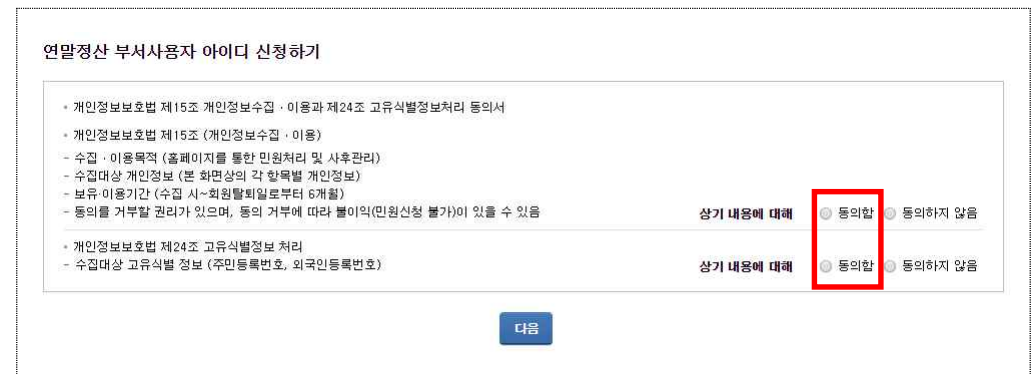 연말정산 부서사용자 아이디 신청하기
◦ 개인정보보호법 제15조 개인정보수집 · 이용과 제24조 고유식별정보처리 동의서
◦ 개인정보보호법 제15조 (개인정보수집 · 이용)
- 수집 · 이용목적 (홈페이지를 통한 민원처리 및 사후관리)
- 수집대상 개인정보 (본 화면상의 각 항목별 개인정보)
- 보유·이용기간 (수집 시~회원탈퇴일로부터 6개월)
- 동의를 거부할 권리가 있으며, 동의 거부에 따라 불이익(민원신청 불가)이 있을 수 있음 상기 내용에 대해 동의함 동의하지 않음
◦ 개인정보보호법 제24조 고유식별정보 처리
- 수집대상 고유식별 정보 (주민등록번호, 외국인등록번호) 상기 내용에 대해 동의함 동의하지 않음
다음